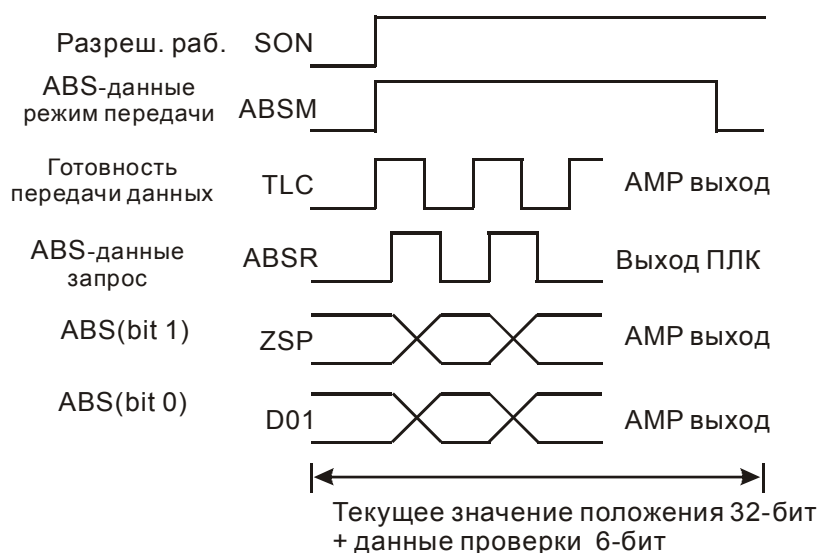 Разреш. раб. SON
ABS-данные
режим передачи ABSM
Готовность
передачи данных TLC AMP выход
ABS-данные
запрос ABSR Выход ПЛК
ABS(bit 1) ZSP AMP выход
ABS(bit 0) D01 AMP выход
Текущее значение положения 32-бит
+ данные проверки 6-бит